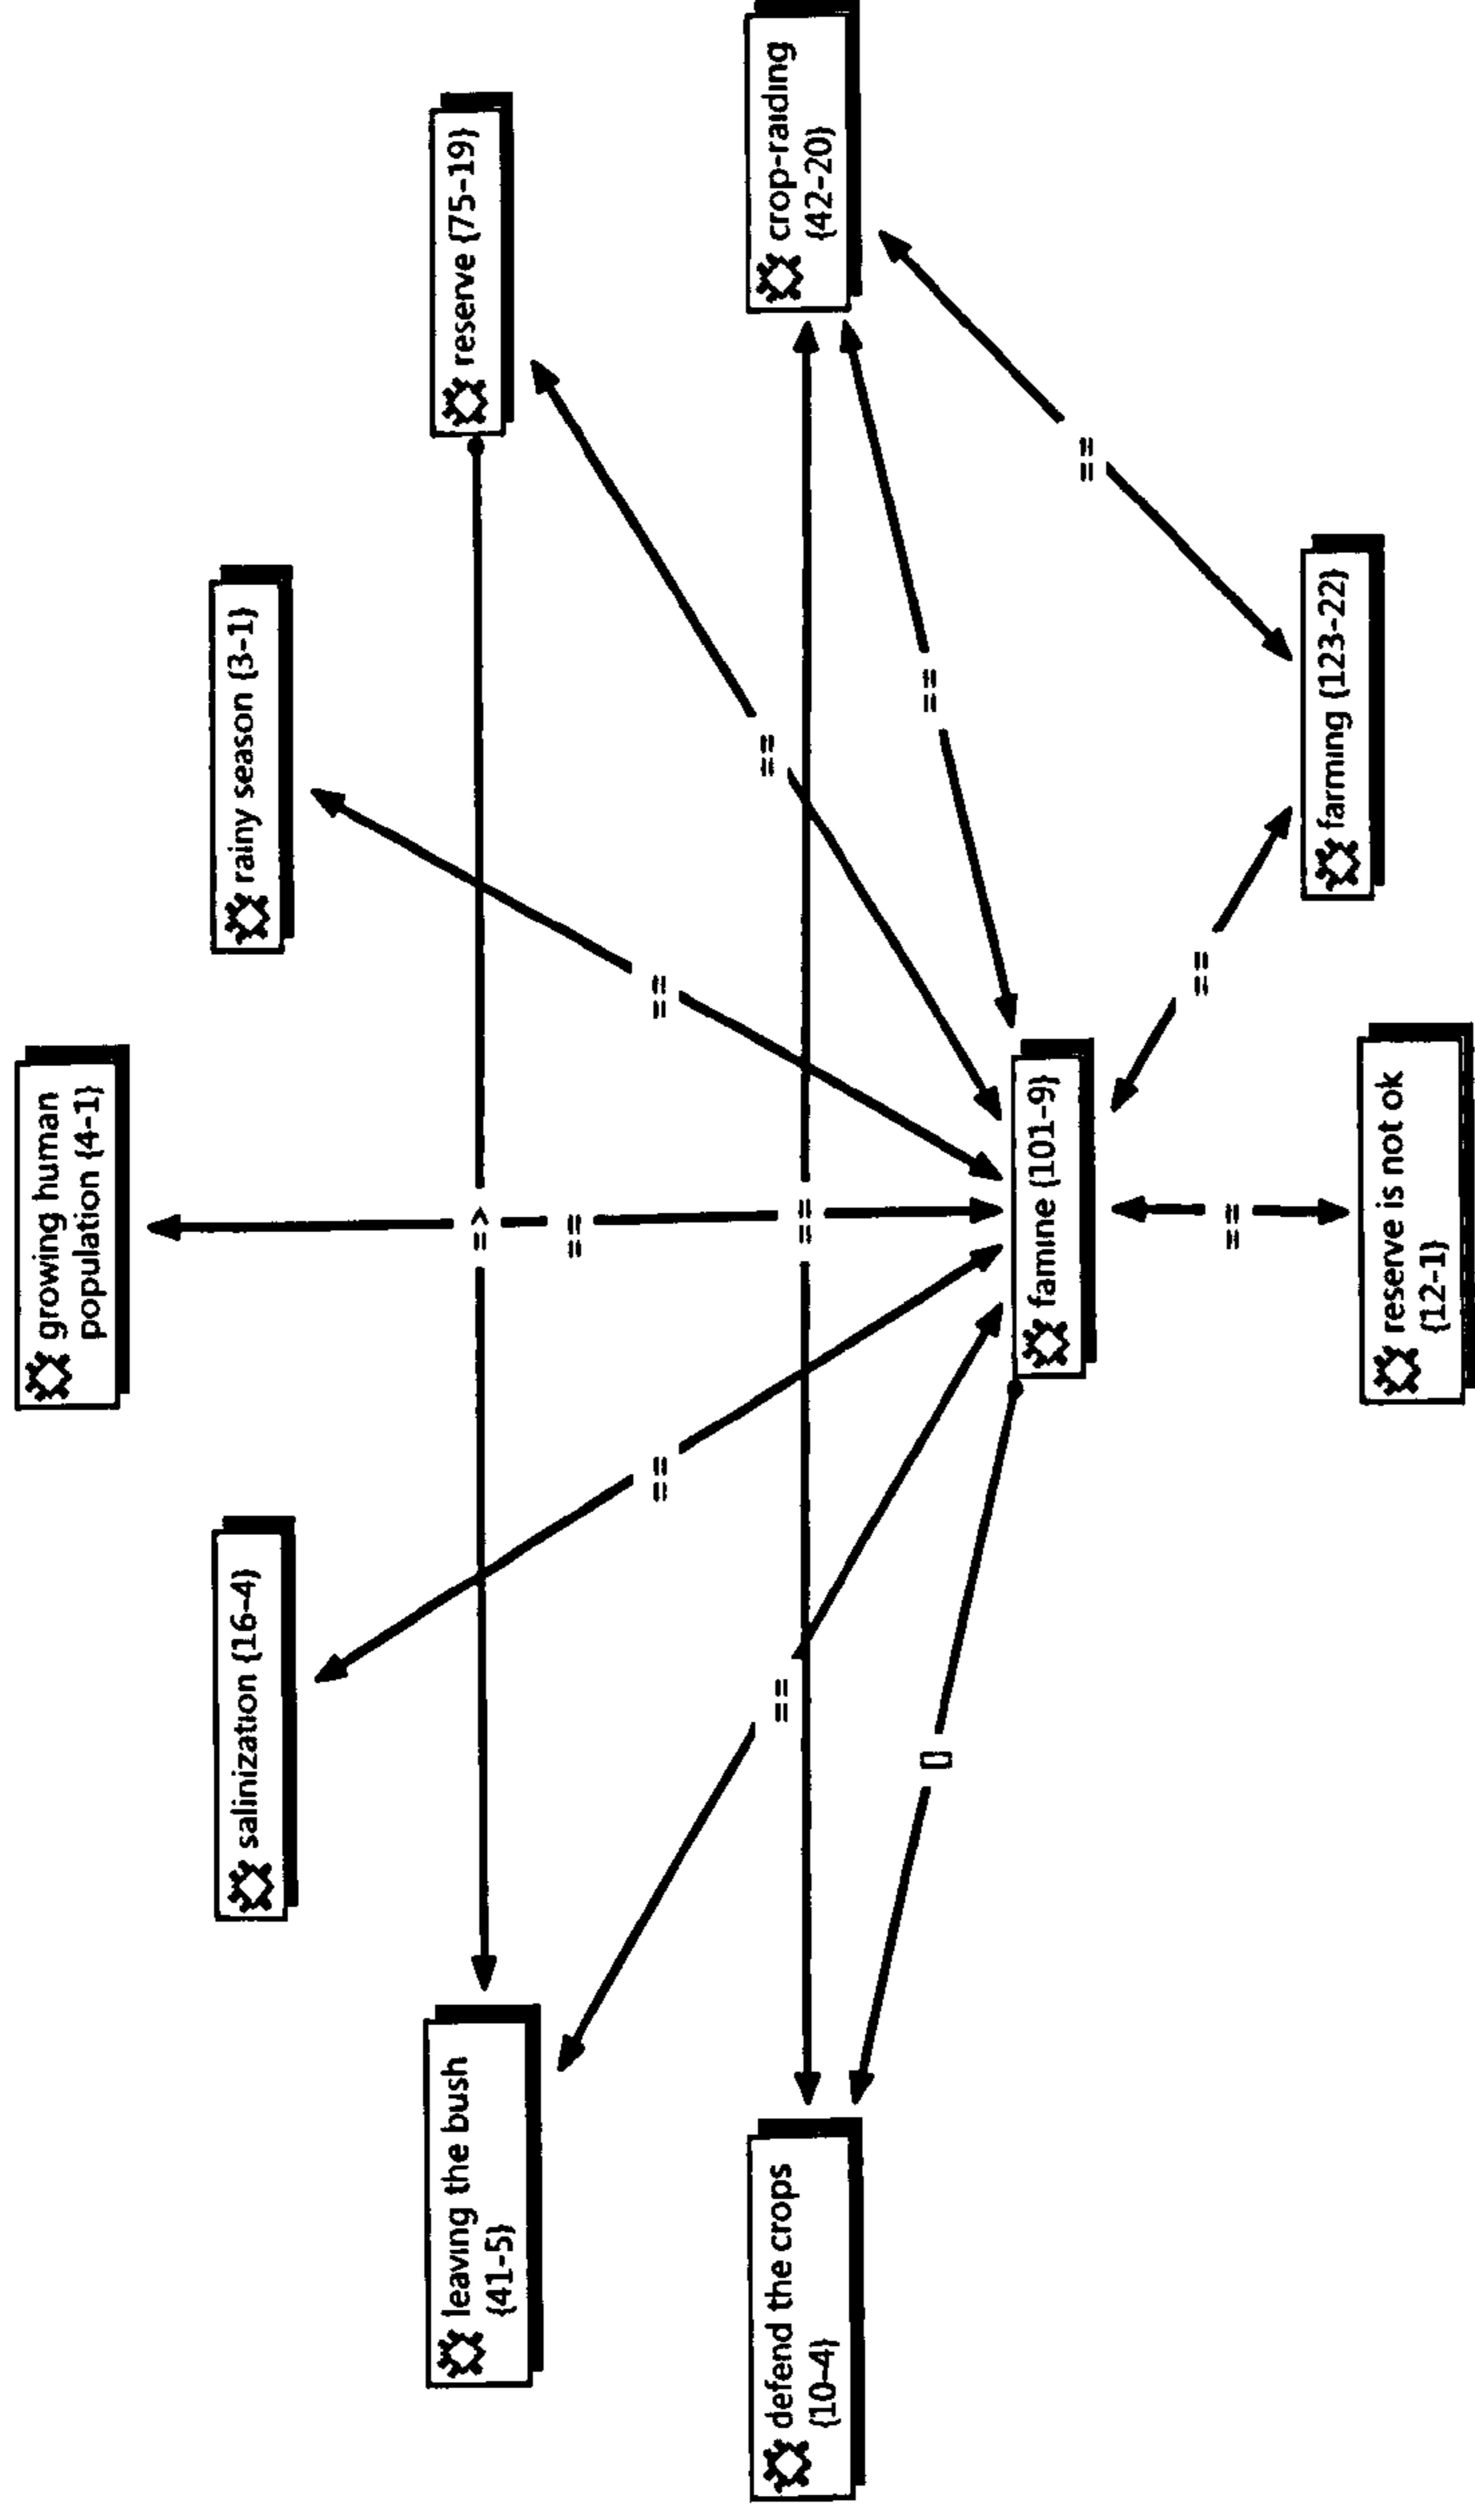 growing human
population {4-1}
salinization {16-4}
rainy season {3-1}
leaving the bush
{41-5}
reserve {75-19}
=>
==
==
==
==
==
==
defend the crops
{10-4}
crop-raiding
{42-20}
[]
==
famine {101-9}
==
==
==
farming {123-22}
reserve is not ok
{12-1}